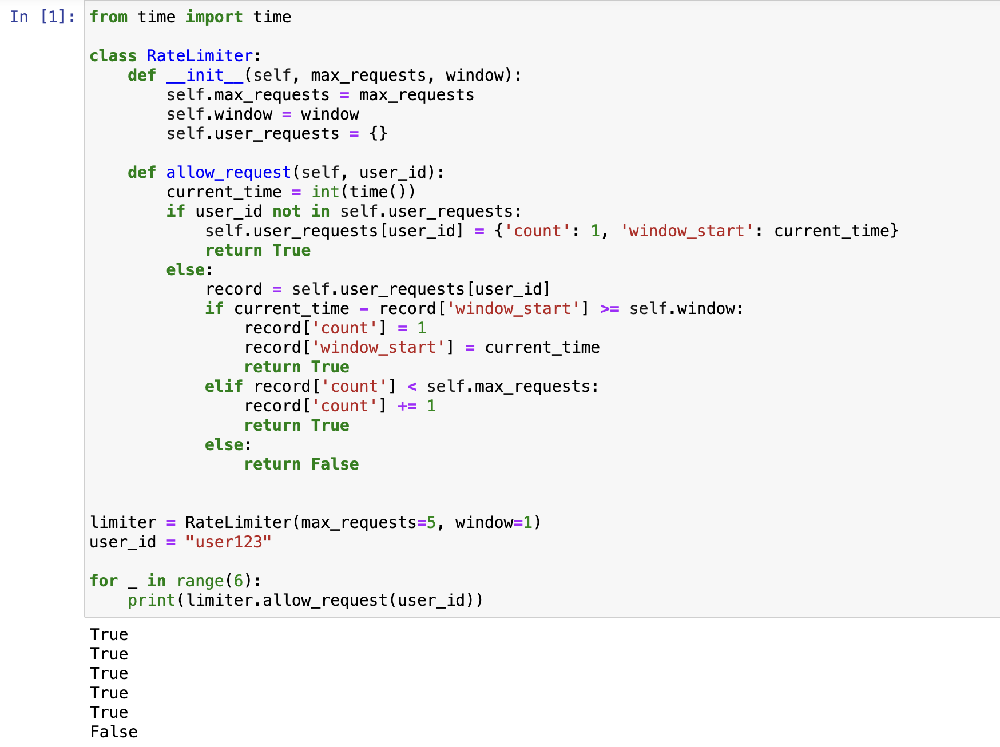 In [1]: from time import time
class RateLimiter:
    def __init__(self, max_requests, window):
        self.max_requests = max_requests
        self.window = window
        self.user_requests = {}
    def allow_request(self, user_id):
        current_time = int(time())
        if user_id not in self.user_requests:
            self.user_requests[user_id] = {'count': 1, 'window_start': current_time}
            return True
        else:
            record = self.user_requests[user_id]
            if current_time - record['window_start'] >= self.window:
                record['count'] = 1
                record['window_start'] = current_time
                return True
            elif record['count'] < self.max_requests:
                record['count'] += 1
                return True
            else:
                return False
limiter = RateLimiter(max_requests=5, window=1)
user_id = "user123"
for _ in range(6):
    print(limiter.allow_request(user_id))
True
True
True
True
True
False